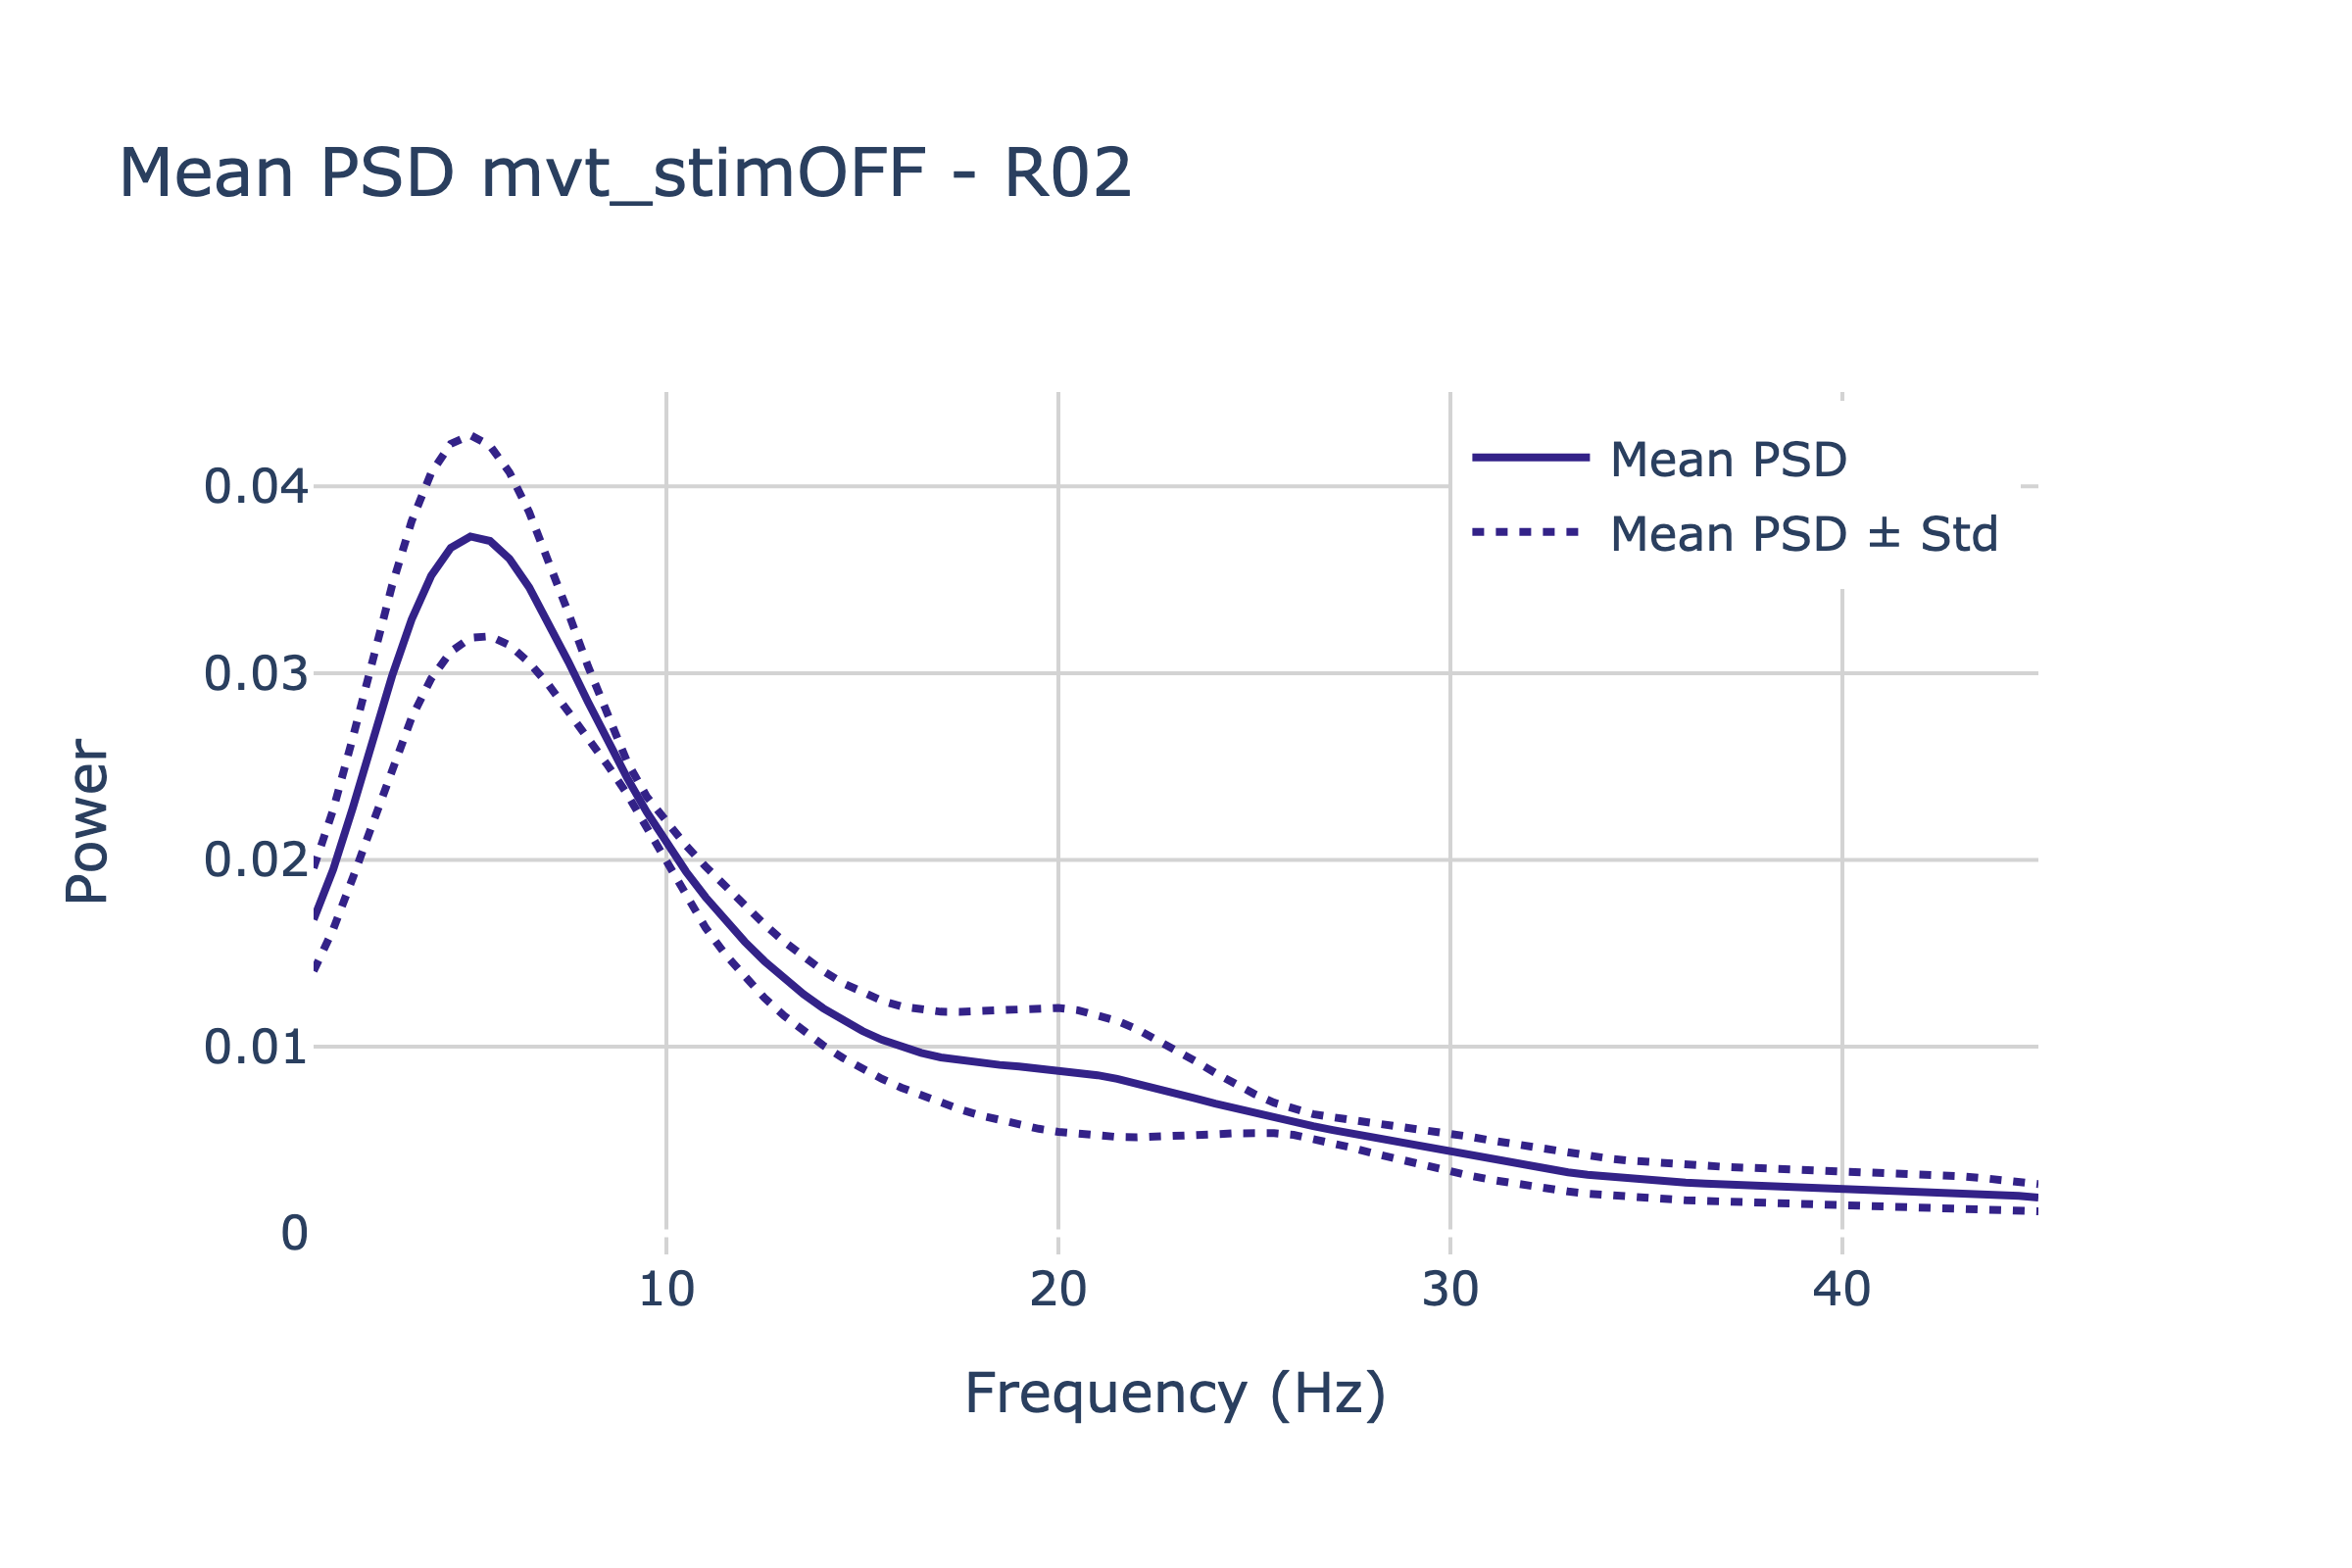 Mean PSD mvt_stimOFF - R02
Mean PSD
Mean PSD ± Std
Power
0.04
0.03
0.02
0.01
0
10 20 30 40
Frequency (Hz)